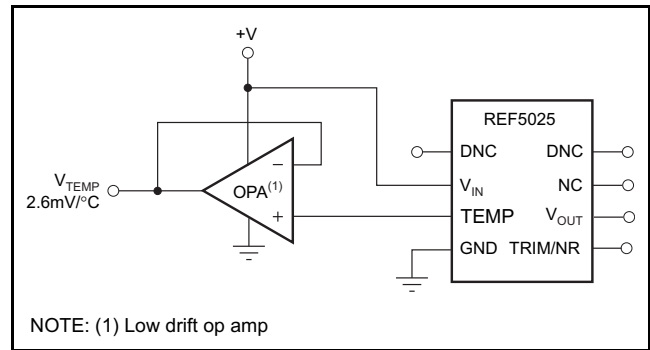 +V
REF5025
DNC DNC
V_TEMP
2.6mV/°C
OPA(1)
−
+
V_IN NC
TEMP V_OUT
GND TRIM/NR
NOTE: (1) Low drift op amp